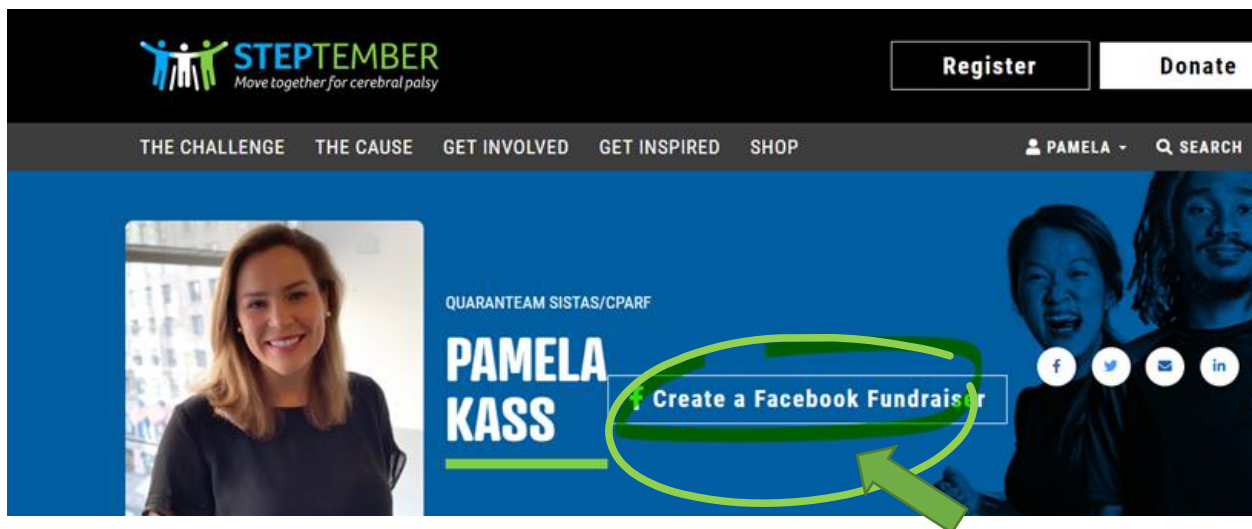 STEPTEMBER
Move together for cerebral palsy
Register
Donate
THE CHALLENGE THE CAUSE GET INVOLVED GET INSPIRED SHOP PAMELA SEARCH
QUARANTEAM SISTAS/CPARF
PAMELA
KASS
f Create a Facebook Fundraiser
f
in